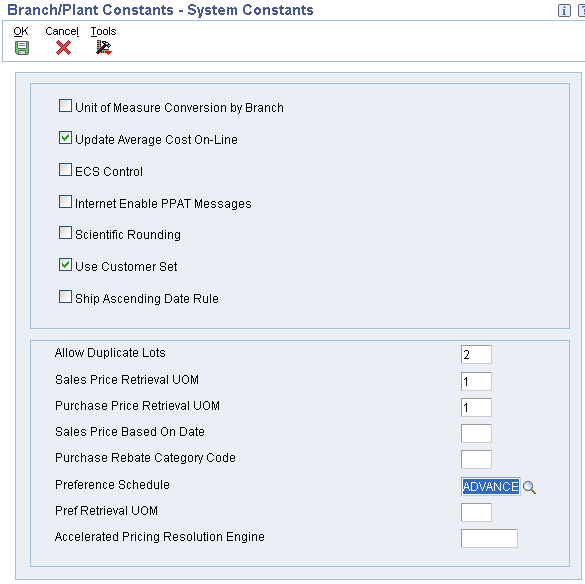 Branch/Plant Constants - System Constants
OK Cancel Tools
Unit of Measure Conversion by Branch
Update Average Cost On-Line
ECS Control
Internet Enable PPAT Messages
Scientific Rounding
Use Customer Set
Ship Ascending Date Rule
Allow Duplicate Lots 2
Sales Price Retrieval UOM 1
Purchase Price Retrieval UOM 1
Sales Price Based On Date
Purchase Rebate Category Code
Preference Schedule ADVANCE
Pref Retrieval UOM
Accelerated Pricing Resolution Engine